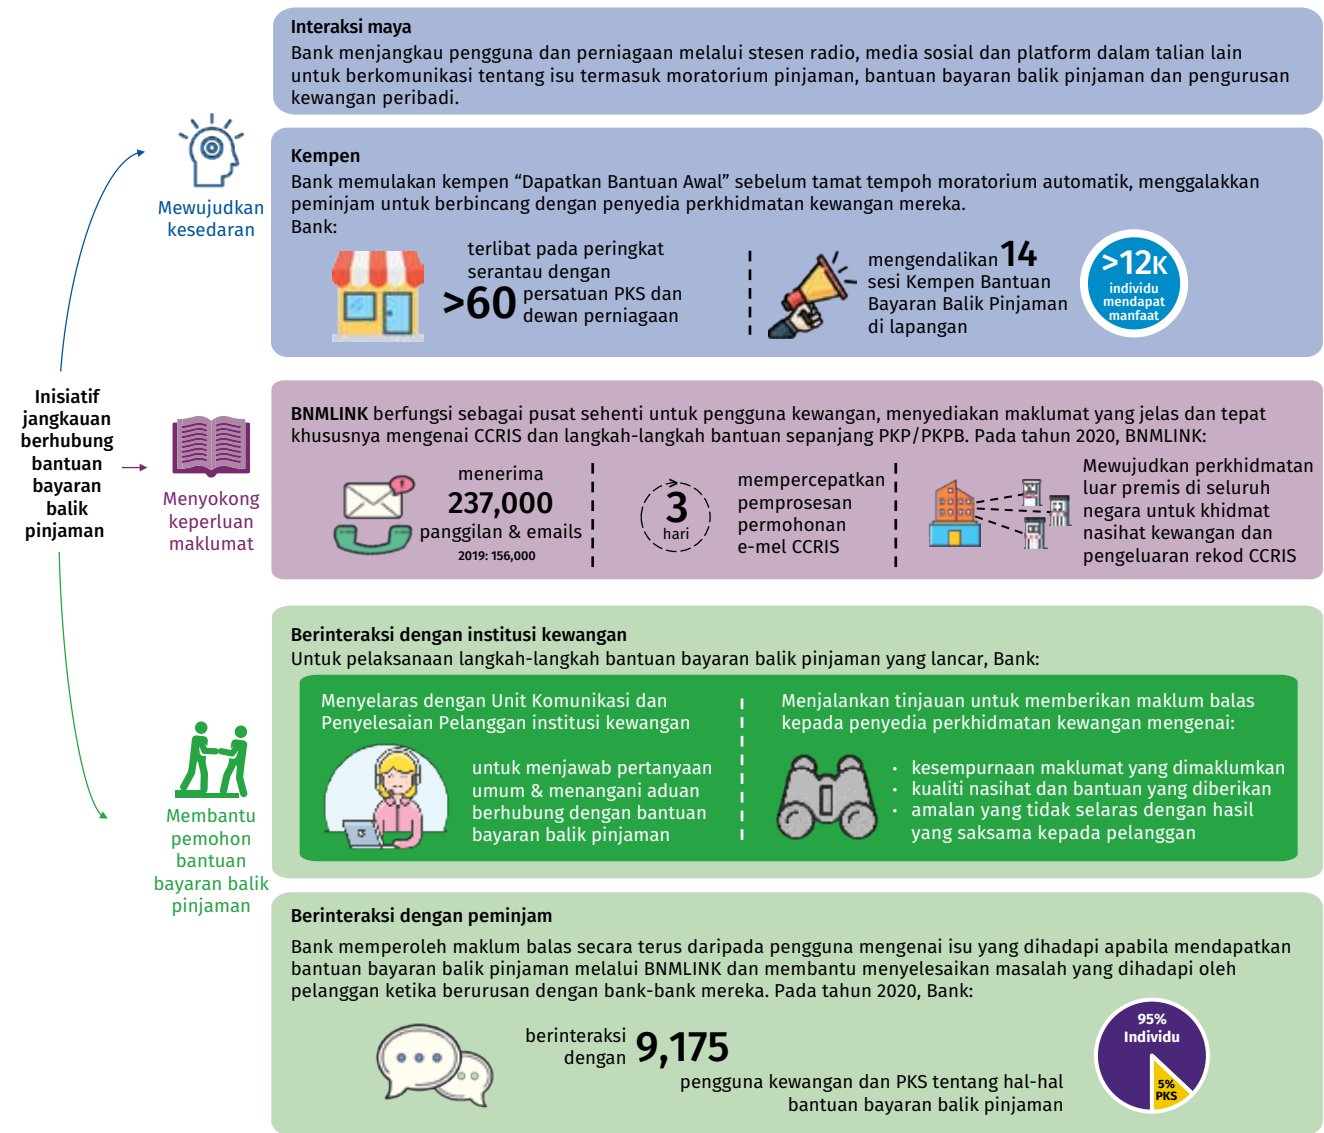 Inisiatif
jangkauan
berhubung
bantuan
bayaran
balik
pinjaman
Mewujudkan
kesedaran
Interaksi maya
Bank menjangkau pengguna dan perniagaan melalui stesen radio, media sosial dan platform dalam talian lain
untuk berkomunikasi tentang isu termasuk moratorium pinjaman, bantuan bayaran balik pinjaman dan pengurusan
kewangan peribadi.
Kempen
Bank memulakan kempen “Dapatkan Bantuan Awal” sebelum tamat tempoh moratorium automatik, menggalakkan
peminjam untuk berbincang dengan penyedia perkhidmatan kewangan mereka.
Bank:
terlibat pada peringkat
serantau dengan
>60 persatuan PKS dan
dewan perniagaan
mengendalikan 14
sesi Kempen Bantuan
Bayaran Balik Pinjaman
di lapangan
>12K
individu
mendapat
manfaat
Menyokong
keperluan
maklumat
BNMLINK berfungsi sebagai pusat sehenti untuk pengguna kewangan, menyediakan maklumat yang jelas dan tepat
khususnya mengenai CCRIS dan langkah-langkah bantuan sepanjang PKP/PKPB. Pada tahun 2020, BNMLINK:
menerima
237,000
panggilan & emails
2019: 156,000
3
hari
mempercepatkan
pemprosesan
permohonan
e-mel CCRIS
Mewujudkan perkhidmatan
luar premis di seluruh
negara untuk khidmat
nasihat kewangan dan
pengeluaran rekod CCRIS
Membantu
pemohon
bantuan
bayaran balik
pinjaman
Berinteraksi dengan institusi kewangan
Untuk pelaksanaan langkah-langkah bantuan bayaran balik pinjaman yang lancar, Bank:
Menyelaras dengan Unit Komunikasi dan
Penyelesaian Pelanggan institusi kewangan
untuk menjawab pertanyaan
umum & menangani aduan
berhubung dengan bantuan
bayaran balik pinjaman
Menjalankan tinjauan untuk memberikan maklum balas
kepada penyedia perkhidmatan kewangan mengenai:
• kesempurnaan maklumat yang dimaklumkan
• kualiti nasihat dan bantuan yang diberikan
• amalan yang tidak selaras dengan hasil
yang saksama kepada pelanggan
Berinteraksi dengan peminjam
Bank memperoleh maklum balas secara terus daripada pengguna mengenai isu yang dihadapi apabila mendapatkan
bantuan bayaran balik pinjaman melalui BNMLINK dan membantu menyelesaikan masalah yang dihadapi oleh
pelanggan ketika berurusan dengan bank-bank mereka. Pada tahun 2020, Bank:
berinteraksi
dengan 9,175
pengguna kewangan dan PKS tentang hal-hal
bantuan bayaran balik pinjaman
95%
Individu
5%
PKS